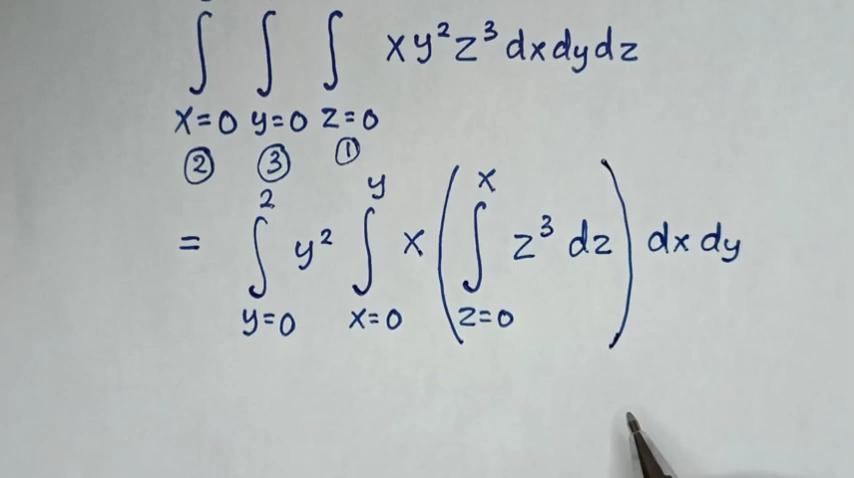 ∫ ∫ ∫ xy²z³ dx dy dz
x=0 y=0 z=0
② ③ ①
= ∫_{y=0}^{2} y² ∫_{x=0}^{y} x ( ∫_{z=0}^{x} z³ dz ) dx dy